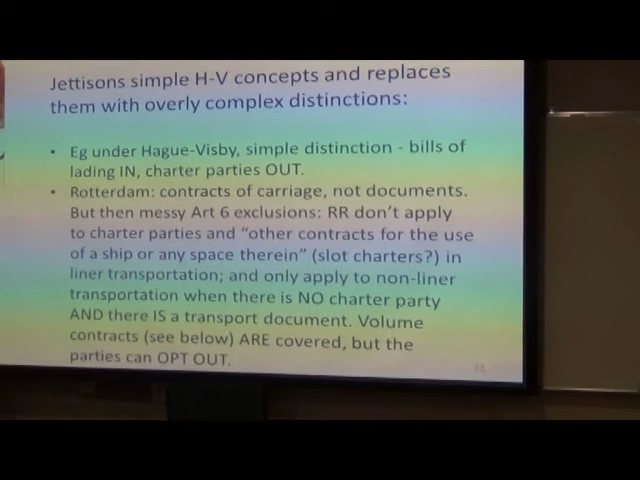 Jettisons simple H-V concepts and replaces
them with overly complex distinctions:
• Eg under Hague-Visby, simple distinction - bills of
lading IN, charter parties OUT.
• Rotterdam: contracts of carriage, not documents.
But then messy Art 6 exclusions: RR don't apply
to charter parties and "other contracts for the use
of a ship or any space therein" (slot charters?) in
liner transportation; and only apply to non-liner
transportation when there is NO charter party
AND there IS a transport document. Volume
contracts (see below) ARE covered, but the
parties can OPT OUT.